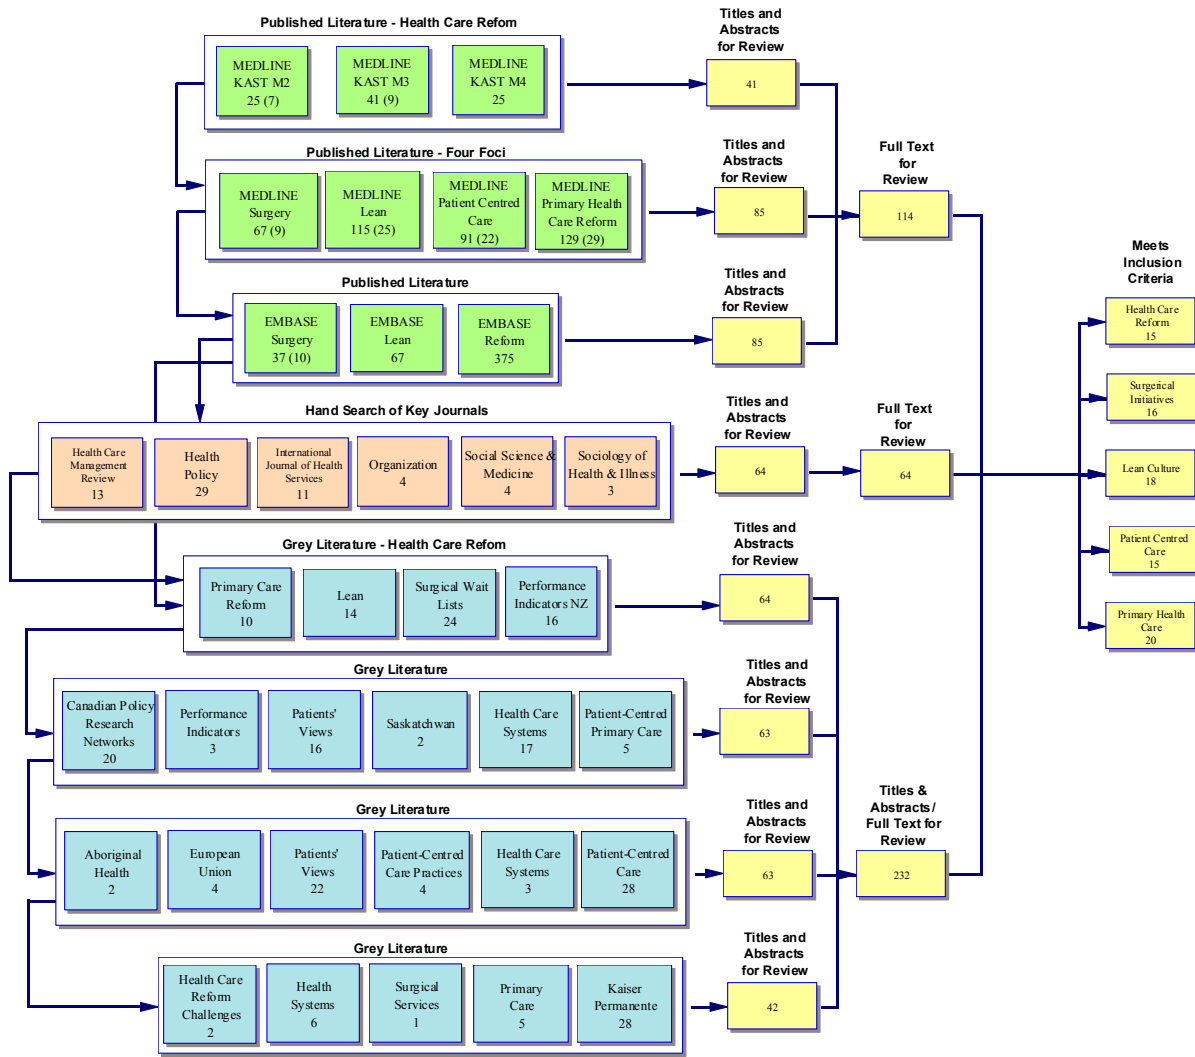 Published Literature - Health Care Refom
MEDLINE
KAST M2
25 (7)
MEDLINE
KAST M3
41 (9)
MEDLINE
KAST M4
25
Titles and
Abstracts
for Review
41
Published Literature - Four Foci
MEDLINE
Surgery
67 (9)
MEDLINE
Lean
115 (25)
MEDLINE
Patient Centred
Care
91 (22)
MEDLINE
Primary Health
Care Reform
129 (29)
Titles and
Abstracts
for Review
85
Full Text
for
Review
114
Published Literature
EMBASE
Surgery
37 (10)
EMBASE
Lean
67
EMBASE
Reform
375
Titles and
Abstracts
for Review
85
Hand Search of Key Journals
Health Care
Management
Review
13
Health
Policy
29
International
Journal of Health
Services
11
Organization
4
Social Science &
Medicine
4
Sociology of
Health & Illness
3
Titles and
Abstracts
for Review
64
Full Text
for
Review
64
Grey Literature - Health Care Refom
Primary Care
Reform
10
Lean
14
Surgical Wait
Lists
24
Performance
Indicators NZ
16
Titles and
Abstracts
for Review
64
Grey Literature
Canadian Policy
Research
Networks
20
Performance
Indicators
3
Patients'
Views
16
Saskatchwan
2
Health Care
Systems
17
Patient-Centred
Primary Care
5
Titles and
Abstracts
for Review
63
Grey Literature
Aboriginal
Health
2
European
Union
4
Patients'
Views
22
Patient-Centred
Care Practices
4
Health Care
Systems
3
Patient-Centred
Care
28
Titles and
Abstracts
for Review
63
Titles &
Abstracts/
Full Text for
Review
232
Grey Literature
Health Care
Reform
Challenges
2
Health
Systems
6
Surgical
Services
1
Primary
Care
5
Kaiser
Permanente
28
Titles and
Abstracts
for Review
42
Meets
Inclusion
Criteria
Health Care
Reform
15
Surgerical
Initiatives
16
Lean Culture
18
Patient Centred
Care
15
Primary Health
Care
20